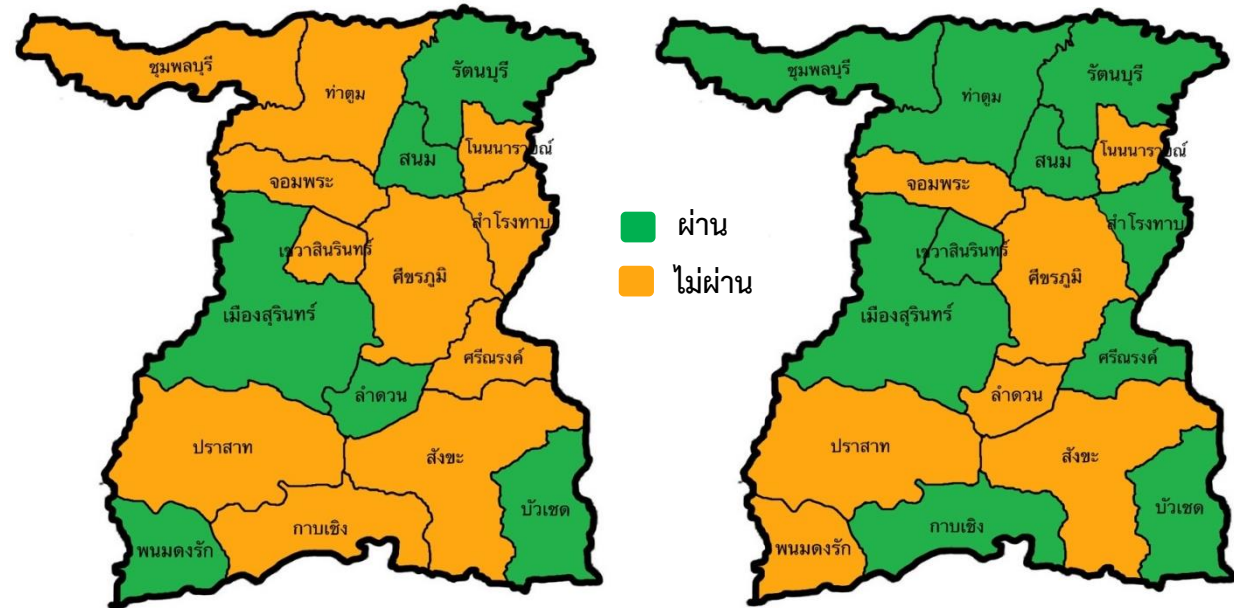 ชุมพลบุรี
ท่าตูม
รัตนบุรี
สนม
โนนนารายณ์
จอมพระ
สำโรงทาบ
เขวาสินรินทร์
ศีขรภูมิ
เมืองสุรินทร์
ศรีณรงค์
ลำดวน
ปราสาท
สังขะ
บัวเชด
กาบเชิง
พนมดงรัก
ผ่าน
ไม่ผ่าน
ชุมพลบุรี
ท่าตูม
รัตนบุรี
สนม
โนนนารายณ์
จอมพระ
สำโรงทาบ
เขวาสินรินทร์
ศีขรภูมิ
เมืองสุรินทร์
ศรีณรงค์
ลำดวน
ปราสาท
สังขะ
บัวเชด
กาบเชิง
พนมดงรัก